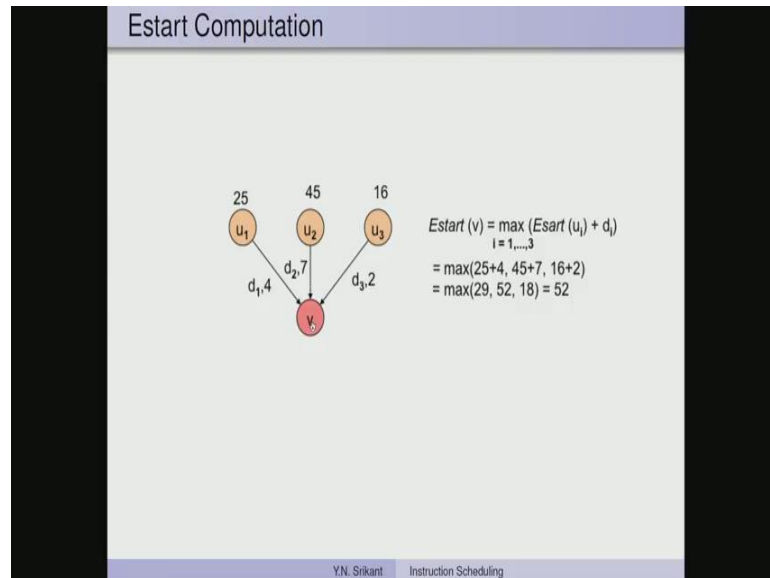 Estart Computation
25 45 16
u1 u2 u3
d1,4 d2,7 d3,2
v
Estart (v) = max (Esart (ui) + di)
i = 1,...,3
= max(25+4, 45+7, 16+2)
= max(29, 52, 18) = 52
Y.N. Srikant Instruction Scheduling